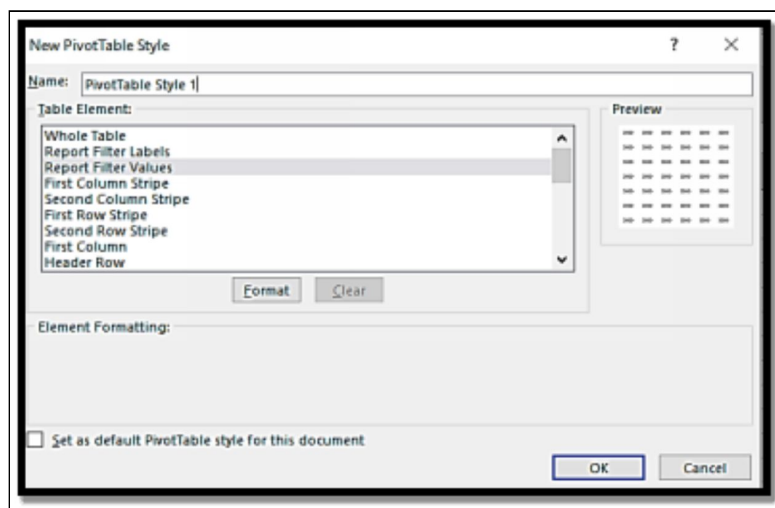 New PivotTable Style
?
Name: PivotTable Style 1
Table Element:
Preview
Whole Table
Report Filter Labels
Report Filter Values
First Column Stripe
Second Column Stripe
First Row Stripe
Second Row Stripe
First Column
Header Row
Format Clear
Element Formatting:
Set as default PivotTable style for this document
OK Cancel